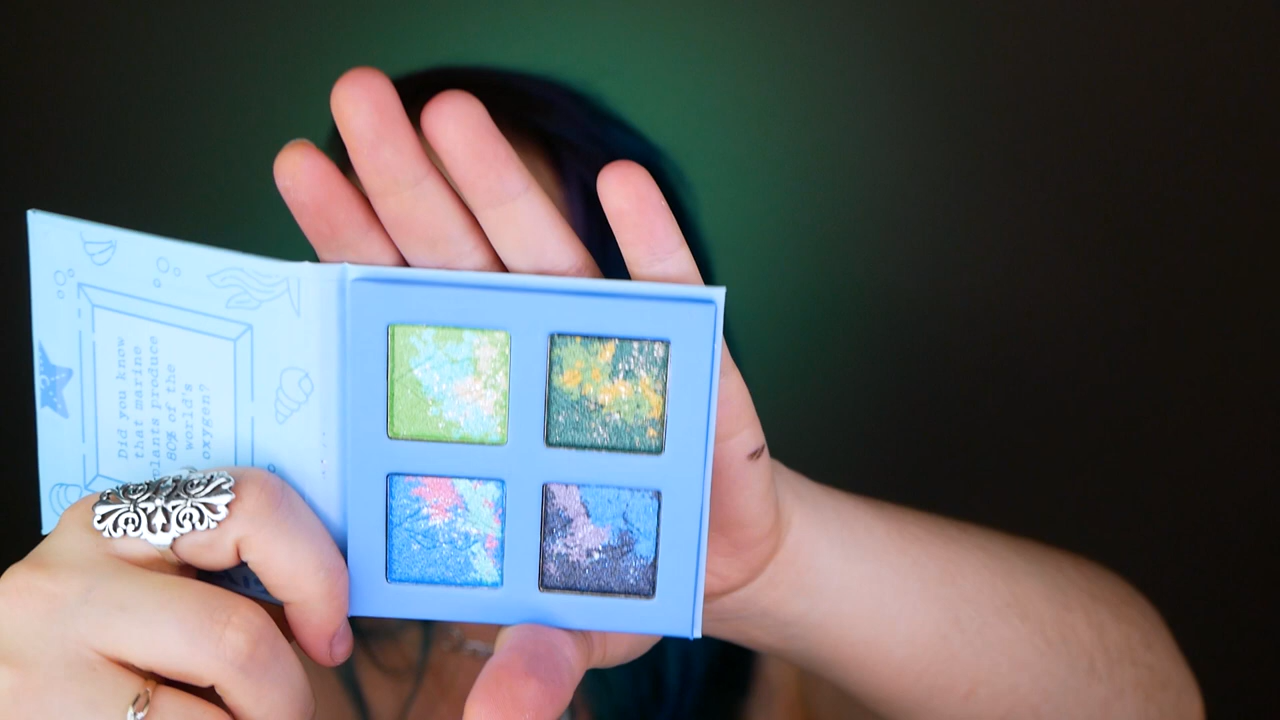 Did you know
that marine
plants produce
80% of the
world's
oxygen?